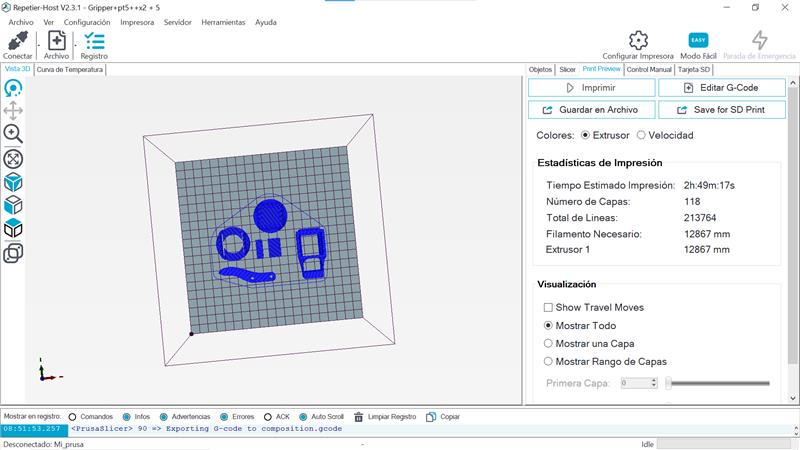 Repetier-Host V2.3.1 - Gripper+pt5++x2 + 5
Archivo Ver Configuración Impresora Servidor Herramientas Ayuda
Conectar Archivo Registro Configurar Impresora EASY Modo Fácil Parada de Emergencia
Vista 3D Curva de Temperatura Objetos Slicer Print Preview Control Manual Tarjeta SD
Imprimir Editar G-Code
Guardar en Archivo Save for SD Print
Colores: Extrusor Velocidad
Estadísticas de Impresión
Tiempo Estimado Impresión: 2h:49m:17s
Número de Capas: 118
Total de Lineas: 213764
Filamento Necesario: 12867 mm
Extrusor 1 12867 mm
Visualización
Show Travel Moves
Mostrar Todo
Mostrar una Capa
Mostrar Rango de Capas
Primera Capa: 0
Mostrar en registro: Comandos Infos Advertencias Errores ACK Auto Scroll Limpiar Registro Copiar
08:51:53.257 <PrusaSlicer> 90 => Exporting G-code to composition.gcode
Desconectado: Mi_prusa - Idle